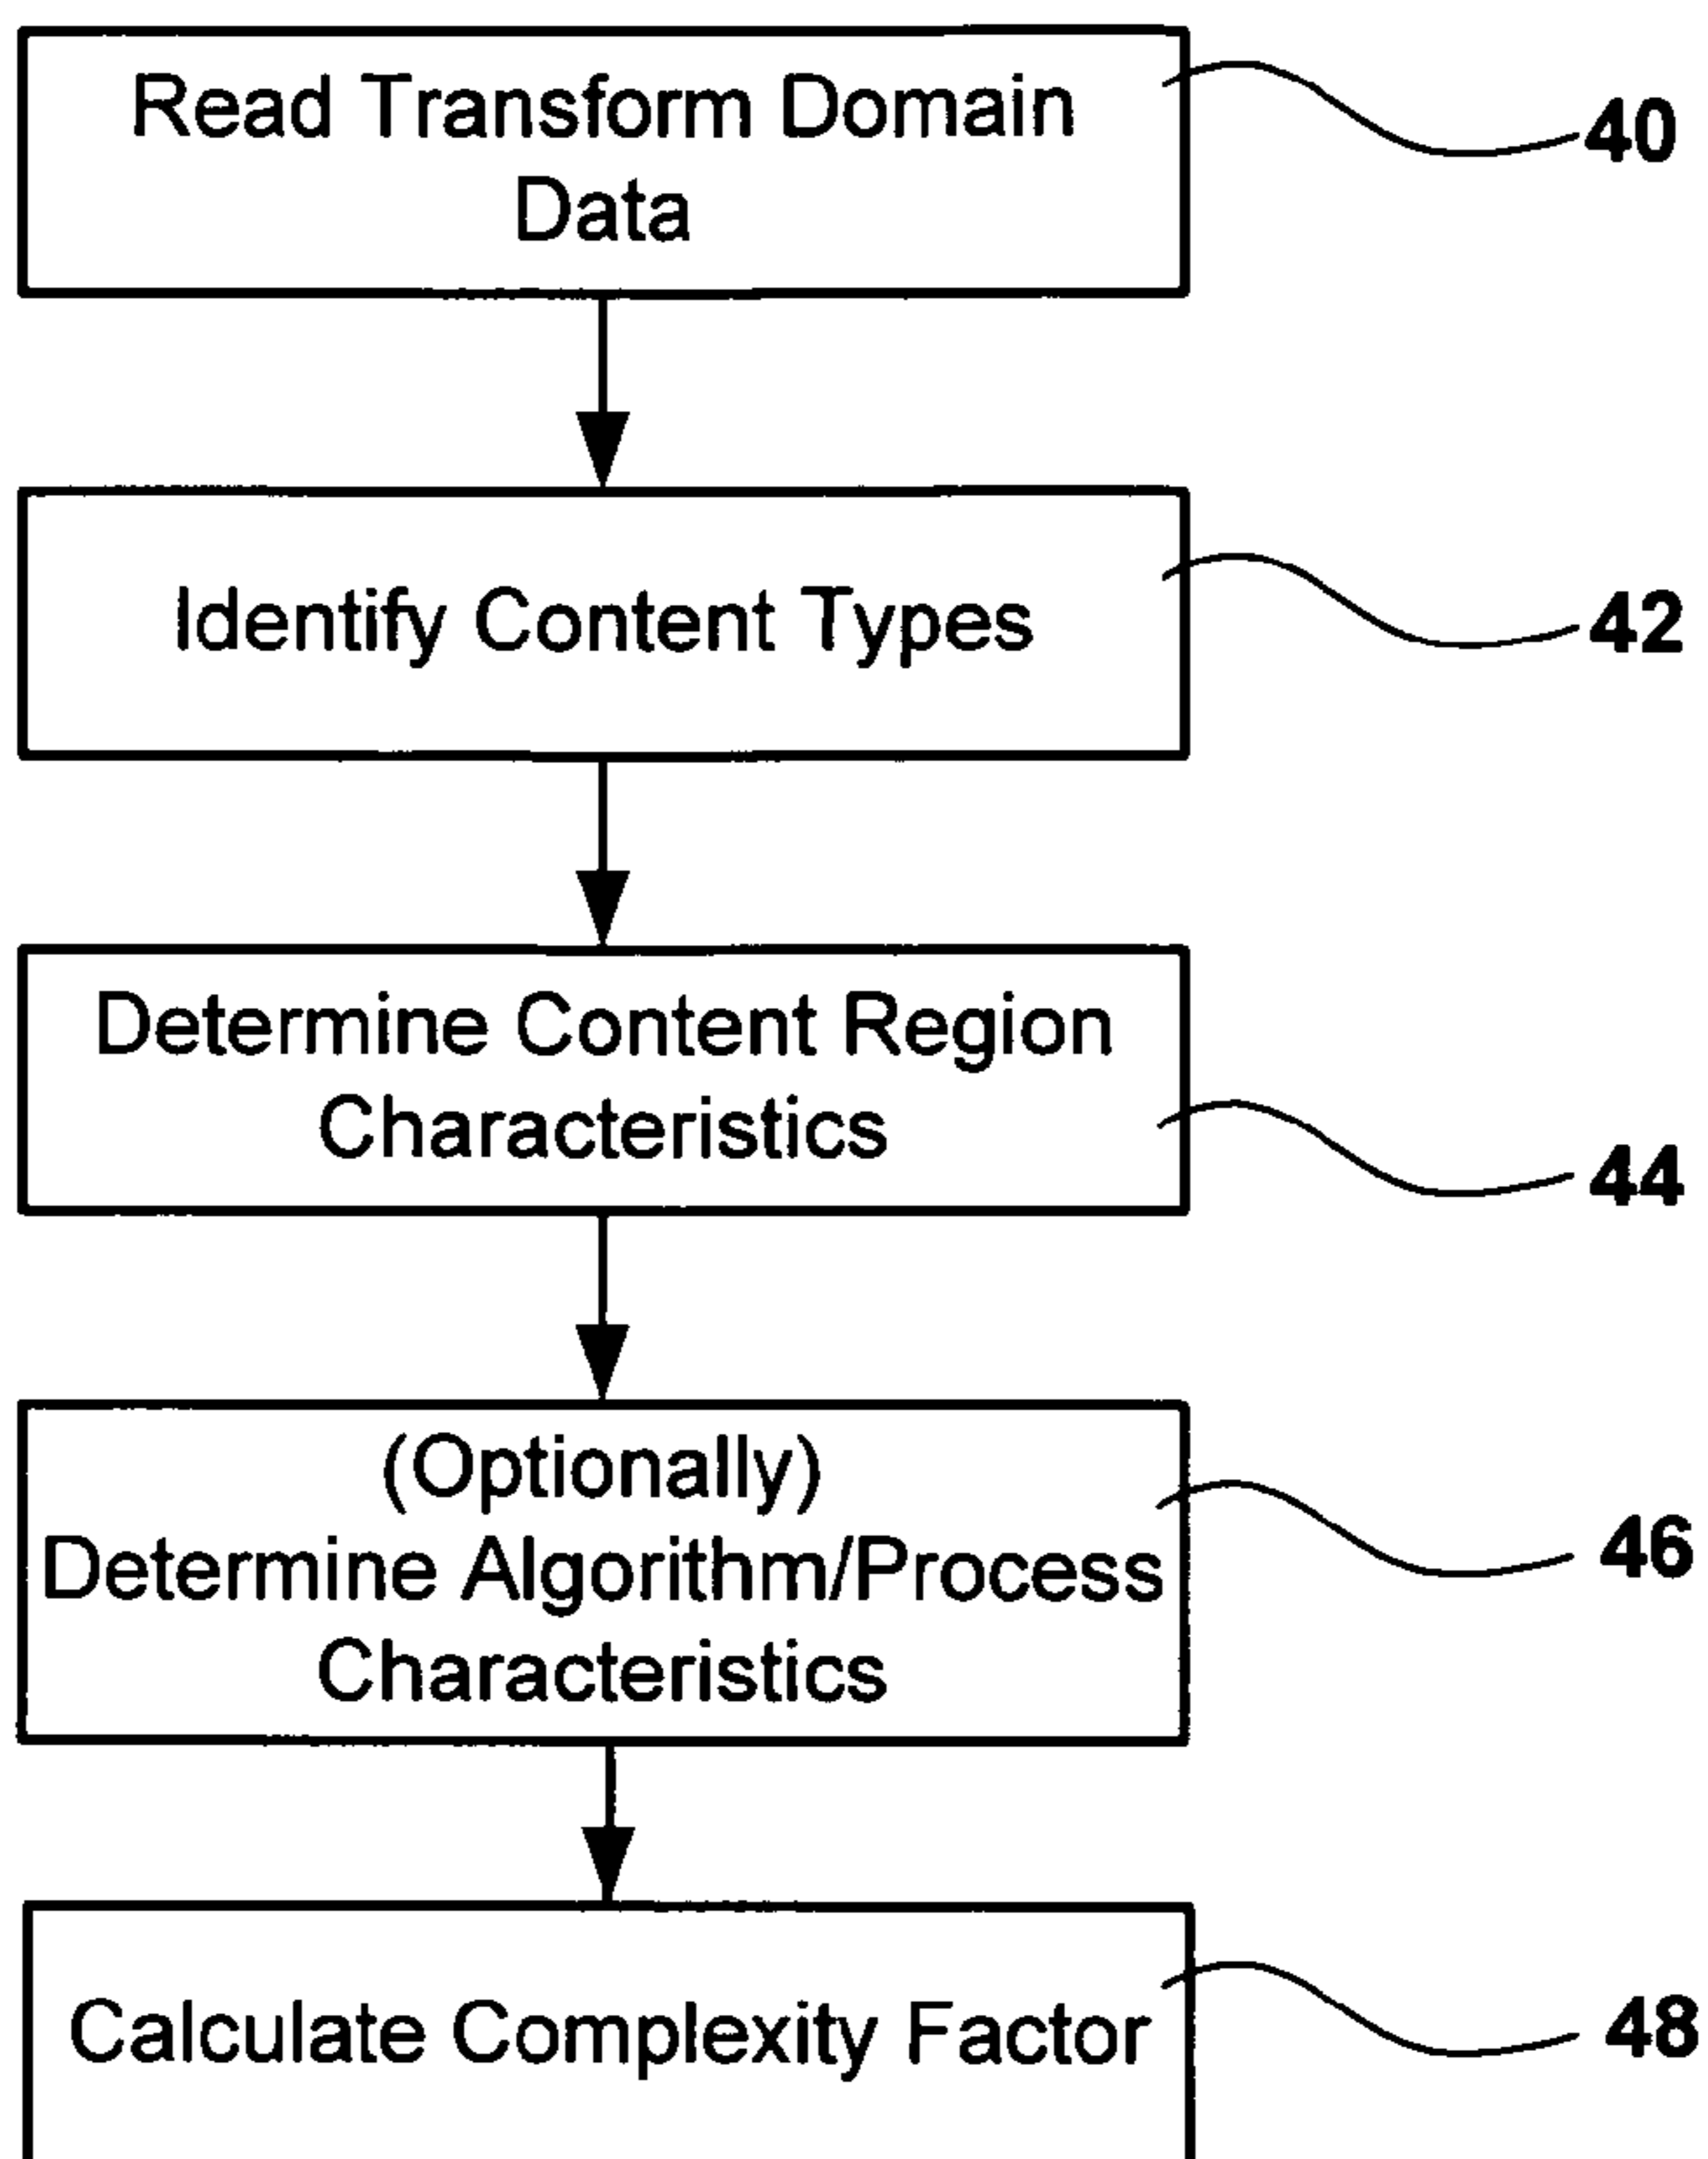 Read Transform Domain
Data
40
Identify Content Types
42
Determine Content Region
Characteristics
44
(Optionally)
Determine Algorithm/Process
Characteristics
46
Calculate Complexity Factor
48